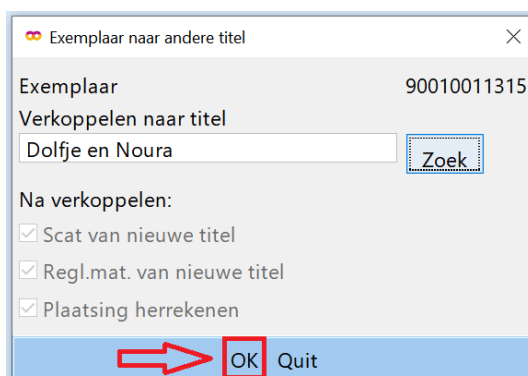 Exemplaar naar andere titel
Exemplaar 90010011315
Verkoppelen naar titel
Dolfje en Noura Zoek
Na verkoppelen:
Scat van nieuwe titel
Regl.mat. van nieuwe titel
Plaatsing herrekenen
OK Quit